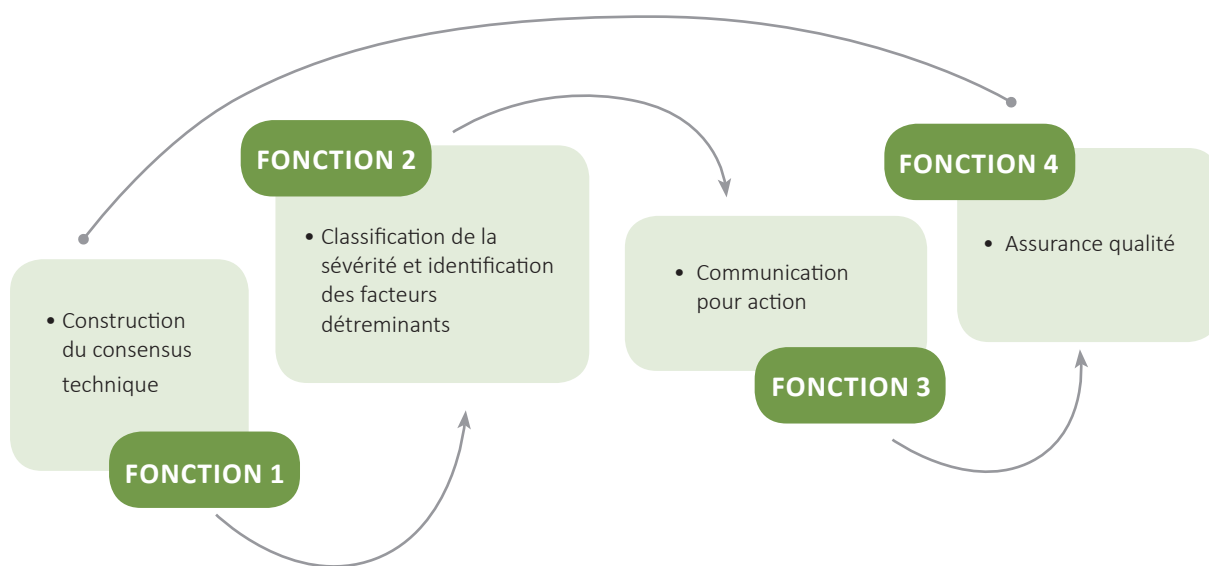 FONCTION 1
• Construction
du consensus
technique
FONCTION 2
• Classification de la
sévérité et identification
des facteurs
détreminants
FONCTION 3
• Communication
pour action
FONCTION 4
• Assurance qualité